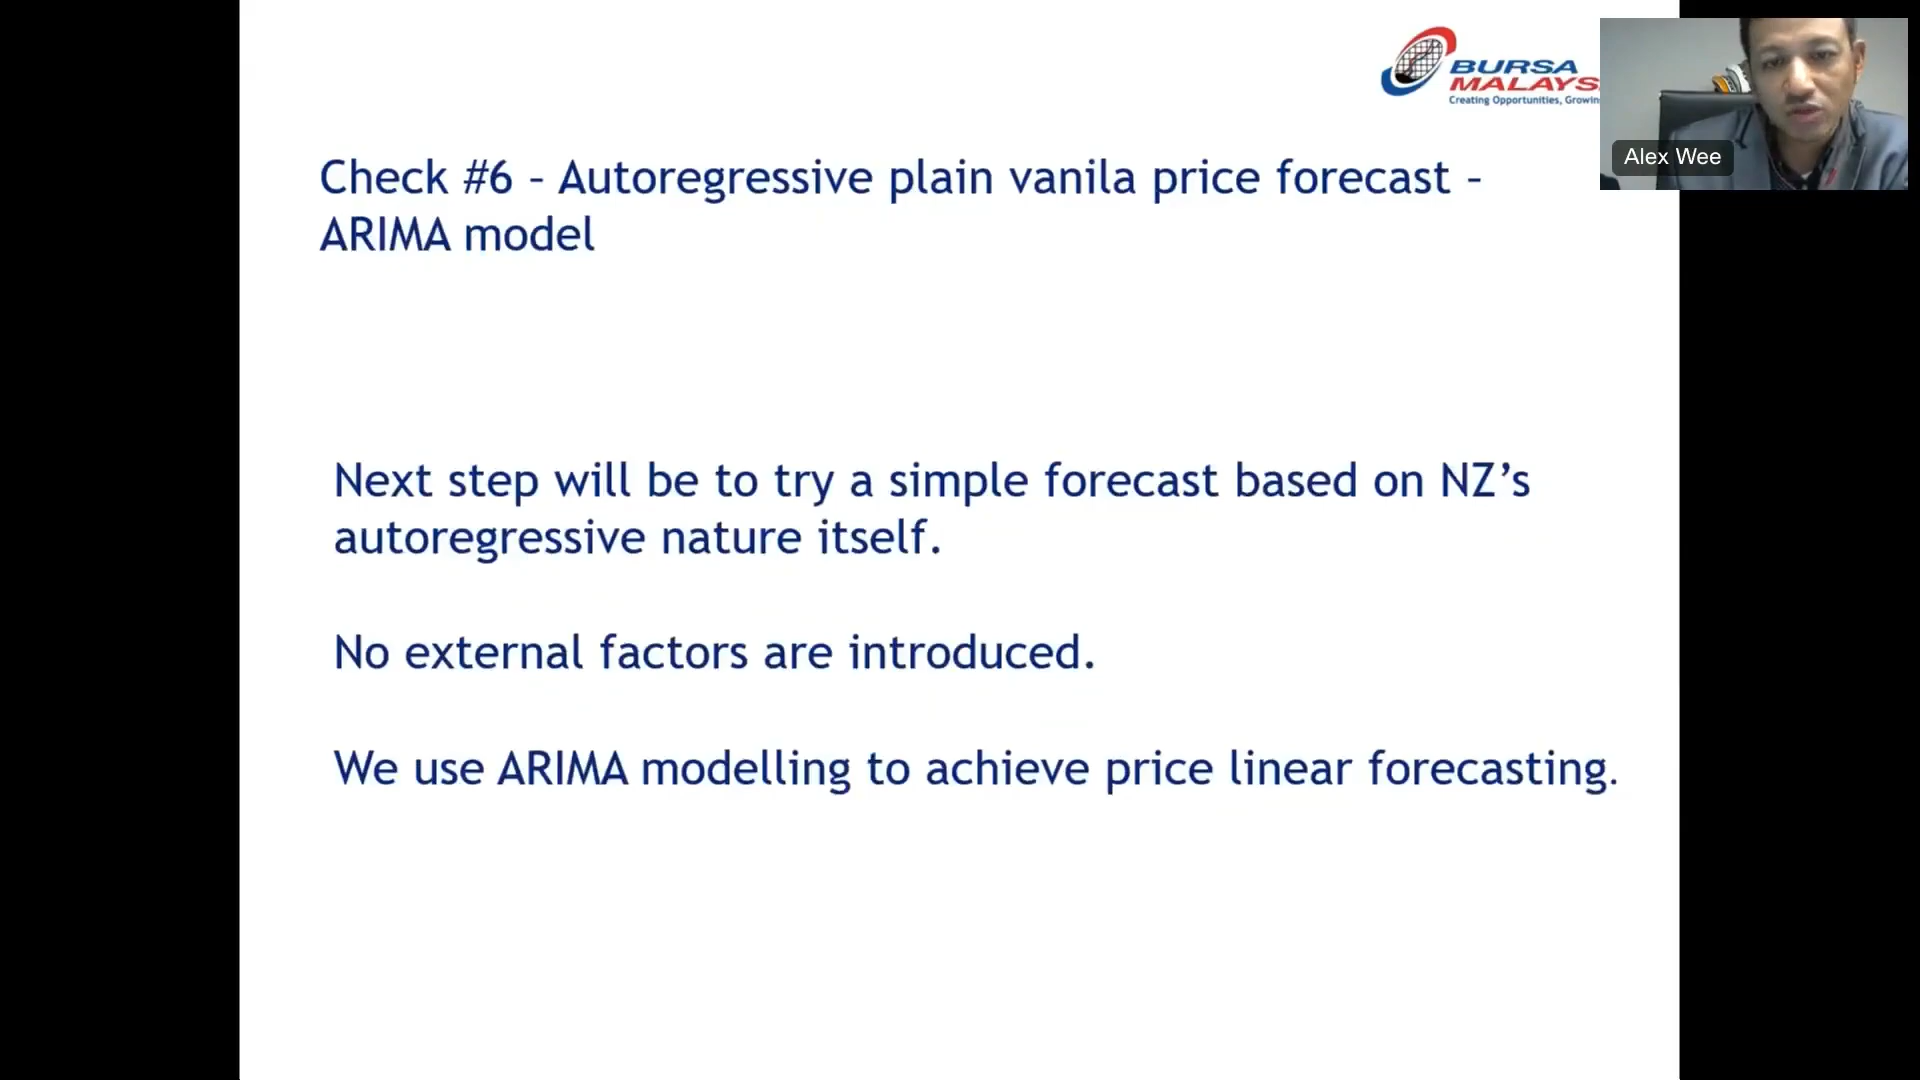 BURSA
MALAYS
Creating Opportunities, Growin
Alex Wee
Check #6 – Autoregressive plain vanila price forecast –
ARIMA model
Next step will be to try a simple forecast based on NZ’s
autoregressive nature itself.
No external factors are introduced.
We use ARIMA modelling to achieve price linear forecasting.